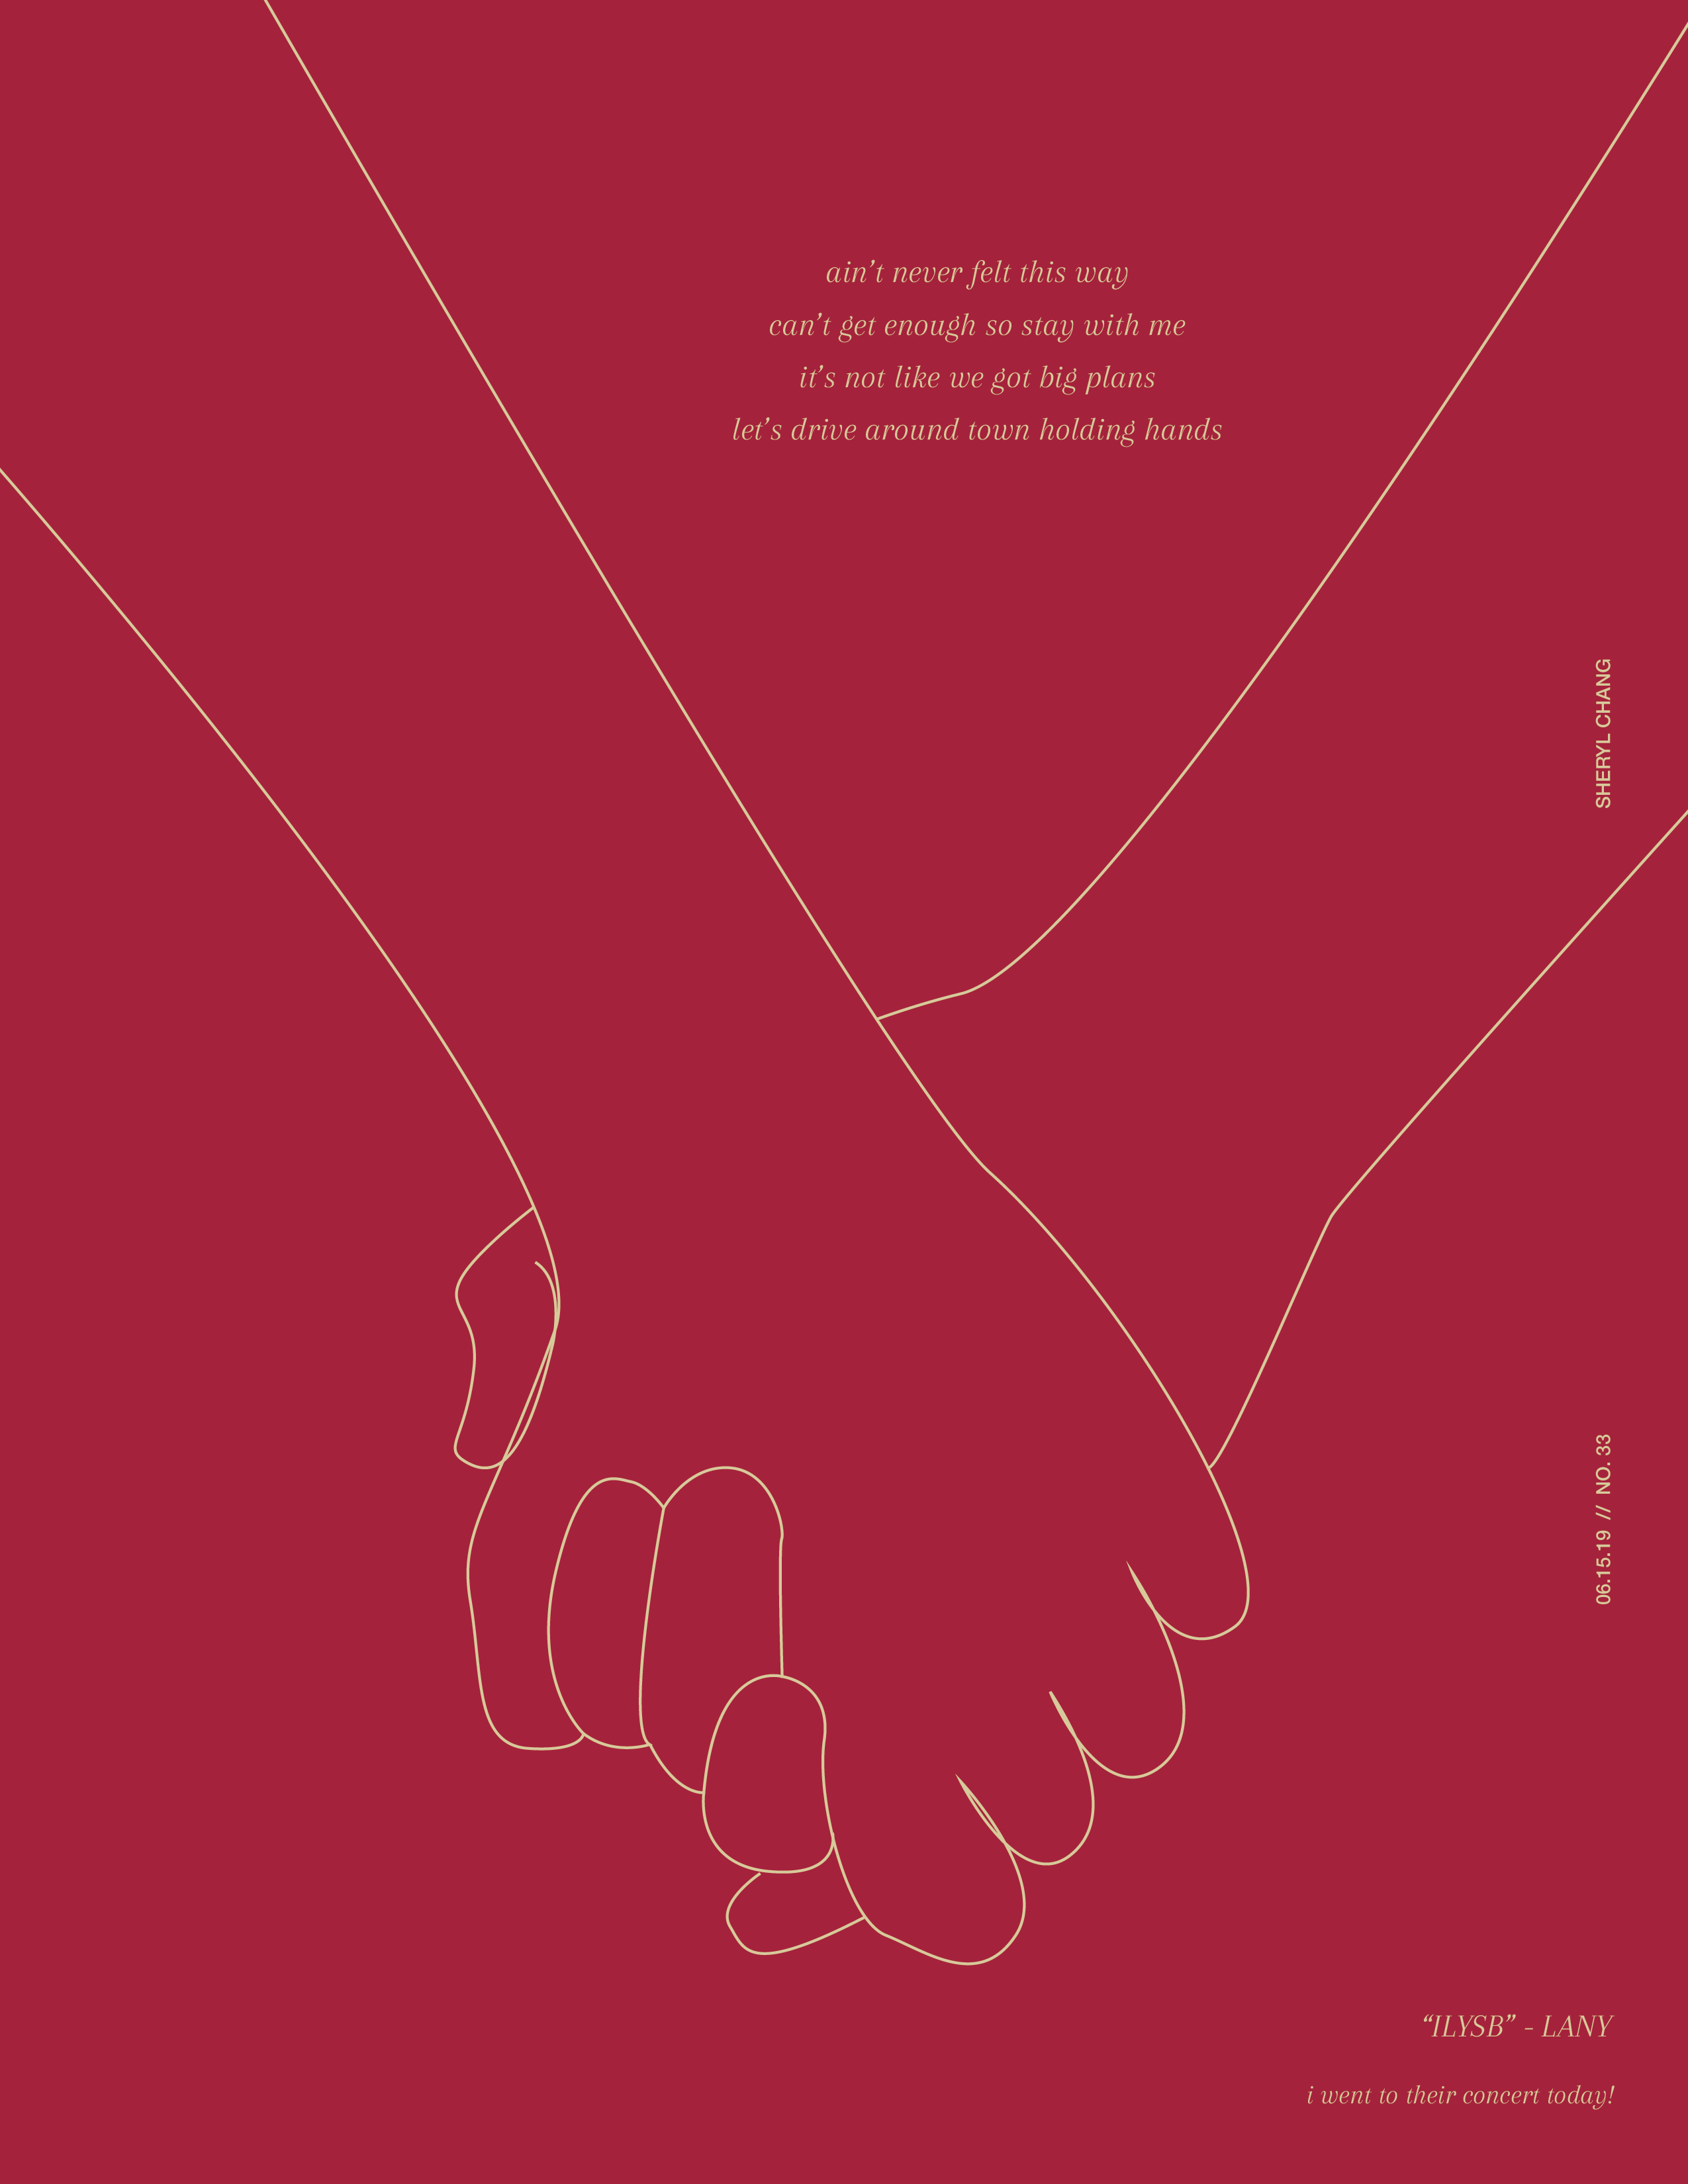 ain’t never felt this way
can’t get enough so stay with me
it’s not like we got big plans
let’s drive around town holding hands
SHERYL CHANG
06.15.19 // NO. 33
“ILYSB” - LANY
i went to their concert today!